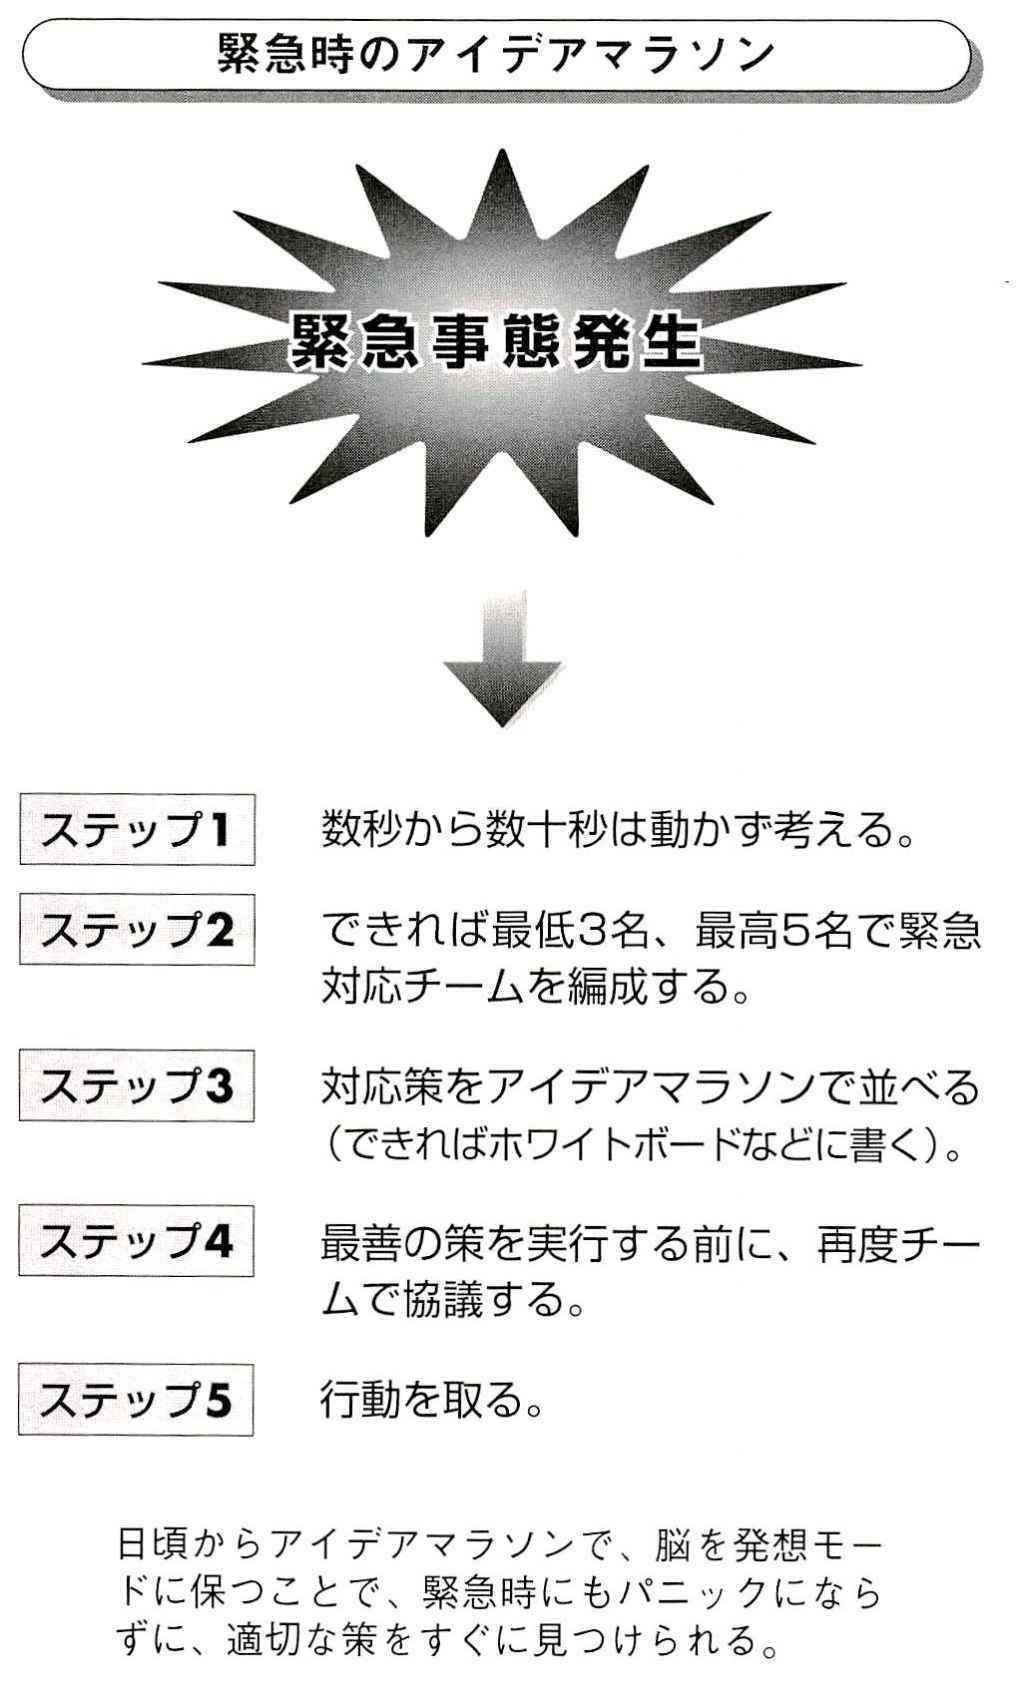 緊急時のアイデアマラソン
緊急事態発生
ステップ1
数秒から数十秒は動かず考える。
ステップ2
できれば最低3名、最高5名で緊急
対応チームを編成する。
ステップ3
対応策をアイデアマラソンで並べる
（できればホワイトボードなどに書く）。
ステップ4
最善の策を実行する前に、再度チー
ムで協議する。
ステップ5
行動を取る。
日頃からアイデアマラソンで、脳を発想モー
ドに保つことで、緊急時にもパニックになら
ずに、適切な策をすぐに見つけられる。